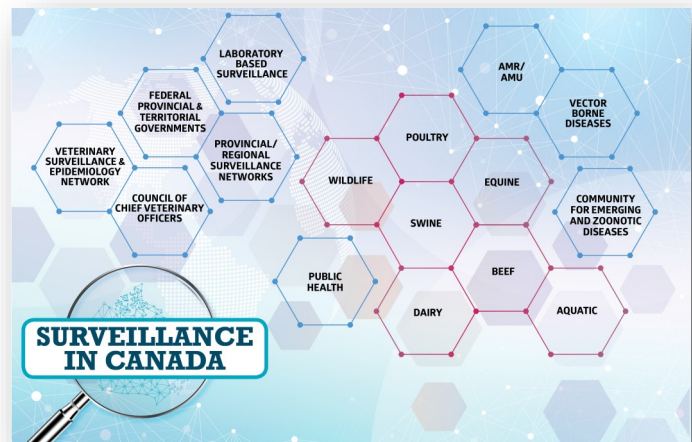 LABORATORY
BASED
SURVEILLANCE
FEDERAL
PROVINCIAL &
TERRITORIAL
GOVERNMENTS
VETERINARY
SURVEILLANCE &
EPIDEMIOLOGY
NETWORK
PROVINCIAL/
REGIONAL
SURVEILLANCE
NETWORKS
COUNCIL OF
CHIEF VETERINARY
OFFICERS
AMR/
AMU
VECTOR
BORNE
DISEASES
POULTRY
WILDLIFE
EQUINE
SWINE
COMMUNITY
FOR EMERGING
AND ZOONOTIC
DISEASES
PUBLIC
HEALTH
BEEF
DAIRY
AQUATIC
SURVEILLANCE
IN CANADA